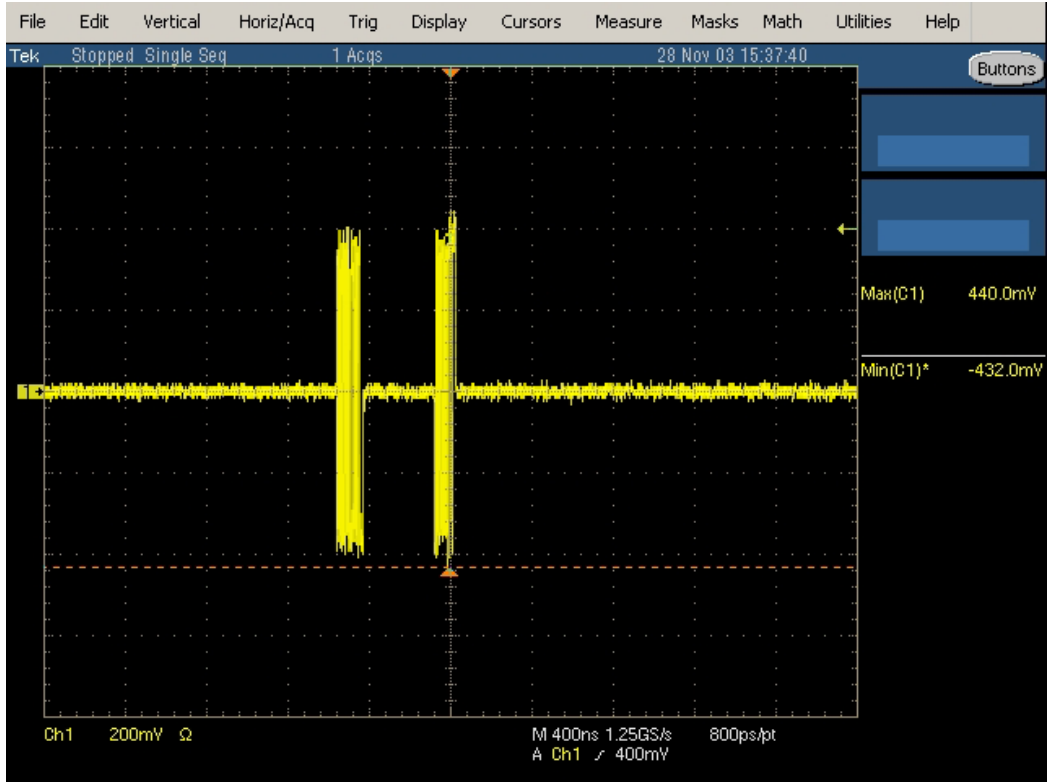 File Edit Vertical Horiz/Acq Trig Display Cursors Measure Masks Math Utilities Help
Tek Stopped Single Seq 1 Acqs 28 Nov 03 15:37:40
Buttons
Max(C1) 440.0mV
1
Min(C1)* -432.0mV
Ch1 200mV Ω M 400ns 1.25GS/s 800ps/pt
A Ch1 ∕ 400mV